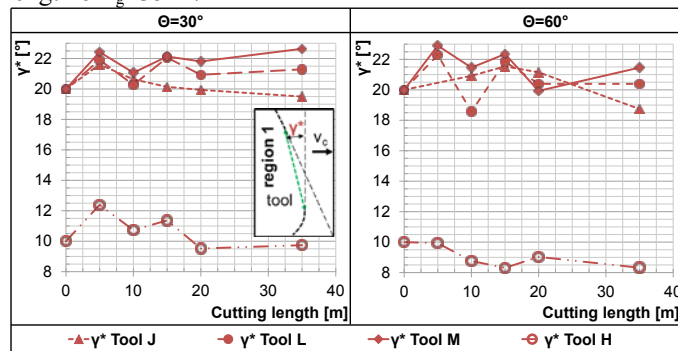 Θ=30°
Θ=60°
γ* [°]
22
20
18
16
14
12
10
8
0
10
20
30
40
Cutting length [m]
region 1
tool
γ*
v_c
γ* [°]
22
20
18
16
14
12
10
8
0
10
20
30
40
Cutting length [m]
γ* Tool J
γ* Tool L
γ* Tool M
γ* Tool H